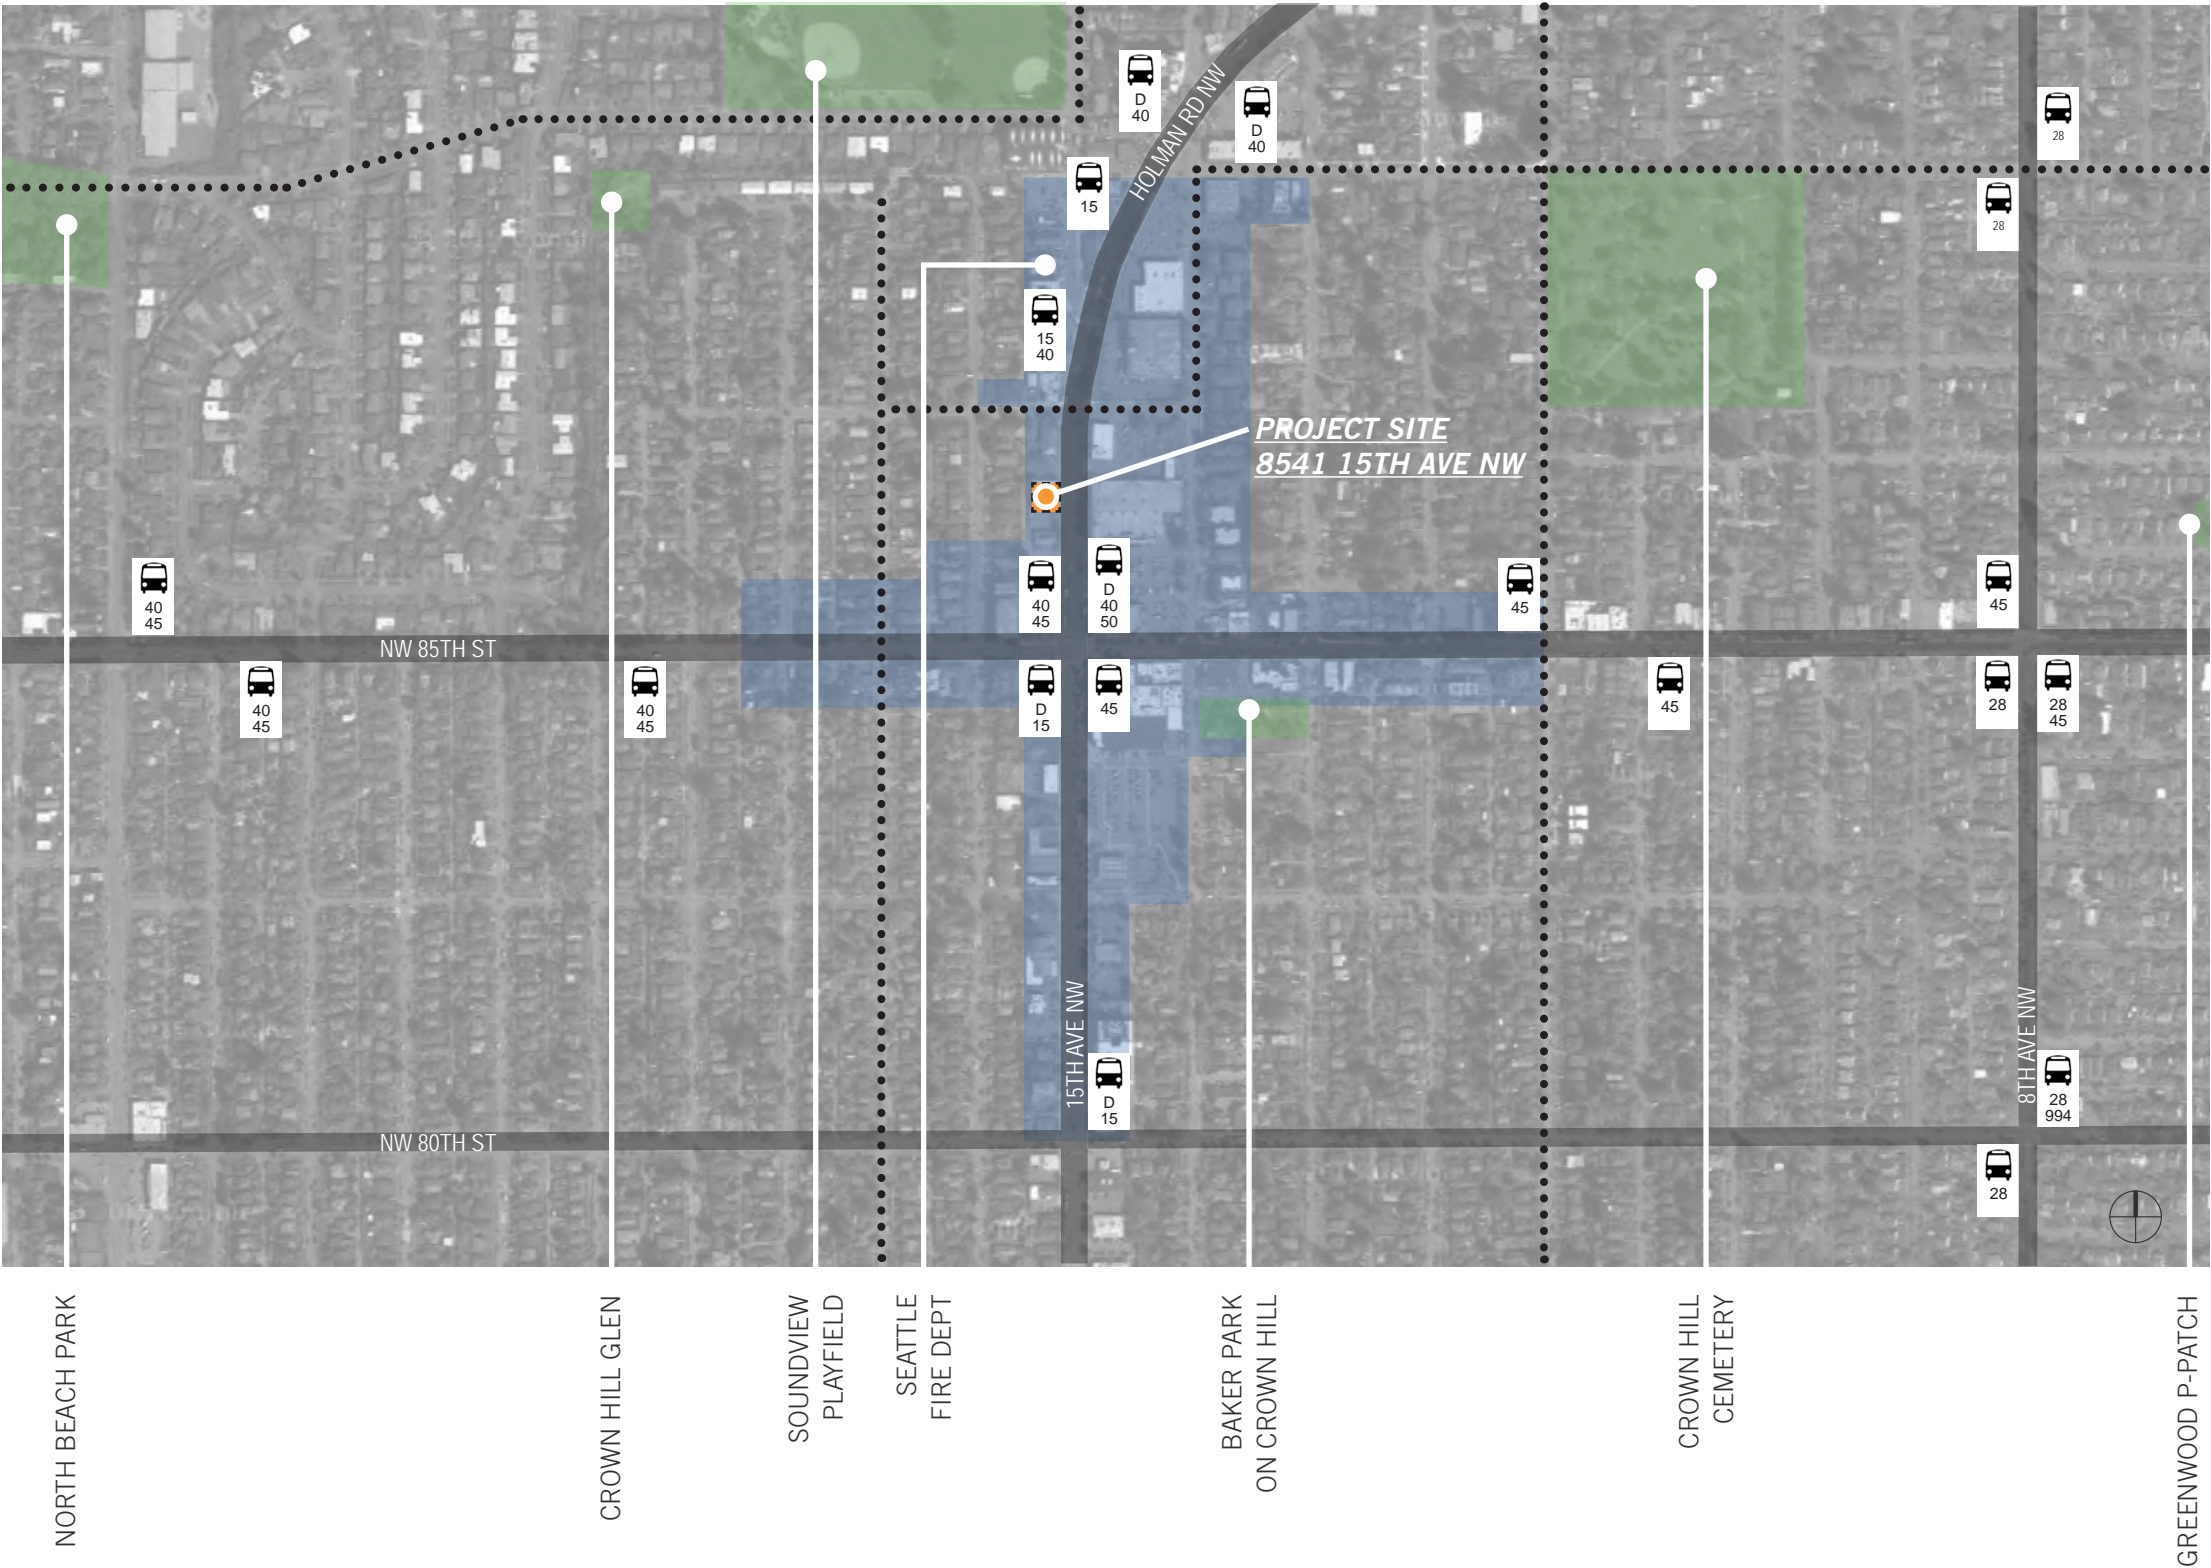 D
40
D
40
28
15
28
HOLMAN RD NW
15
40
PROJECT SITE
8541 15TH AVE NW
40
45
40
45
D
40
50
45
45
NW 85TH ST
40
45
40
45
D
15
45
45
28
28
45
15TH AVE NW
8TH AVE NW
D
15
28
994
NW 80TH ST
28
NORTH BEACH PARK
CROWN HILL GLEN
SOUNDVIEW
PLAYFIELD
SEATTLE
FIRE DEPT
BAKER PARK
ON CROWN HILL
CROWN HILL
CEMETERY
GREENWOOD P-PATCH